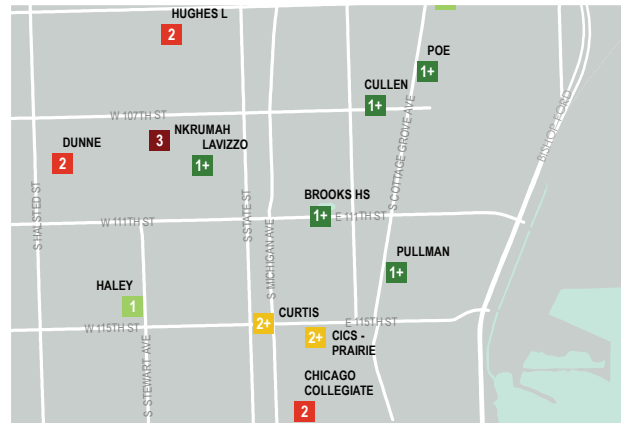 HUGHES L
2
POE
1+
CULLEN
1+
W 107TH ST
S COTTAGE GROVE AVE
BISHOP FORD
NKRUMAH
3
LAVIZZO
1+
DUNNE
2
S HALSTED ST
S STATE ST
S MICHIGAN AVE
BROOKS HS
1+
E 111TH ST
W 111TH ST
PULLMAN
1+
HALEY
1
CURTIS
2+
E 115TH ST
W 115TH ST
2+
CICS -
PRAIRIE
S STEWART AVE
CHICAGO
COLLEGIATE
2